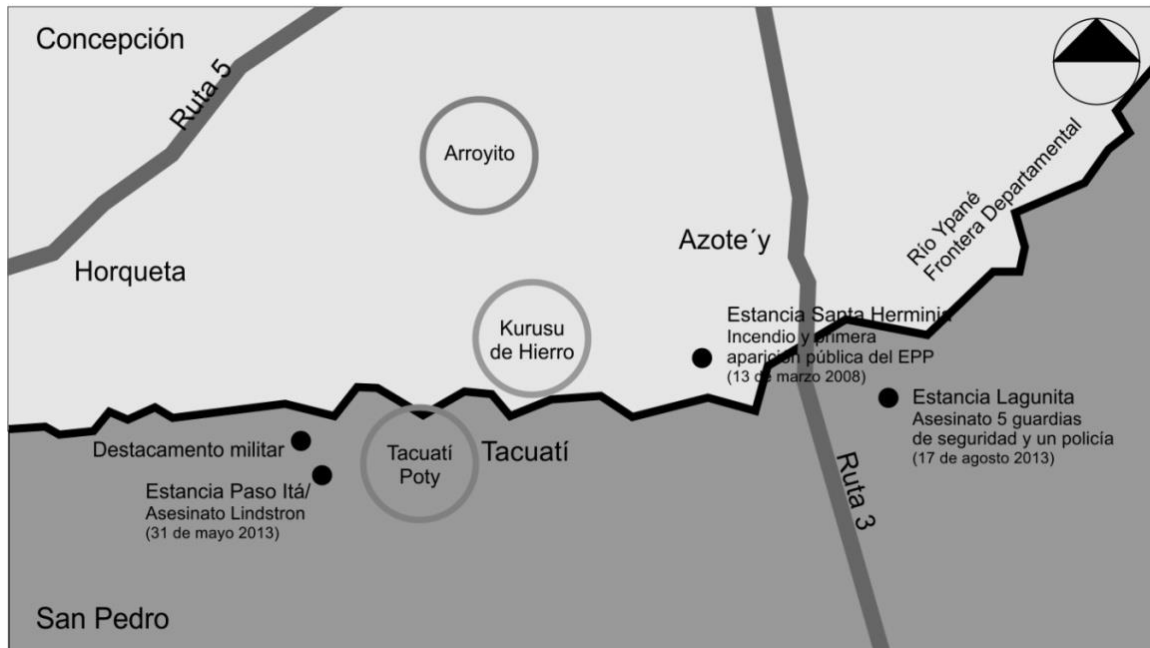 Concepción
Ruta 5
Arroyito
Río Ypané
Frontera Departamental
Azote´y
Horqueta
Kurusu
de Hierro
Estancia Santa Herminia
Incendio y primera
aparición pública del EPP
(13 de marzo 2008)
Estancia Lagunita
Asesinato 5 guardias
de seguridad y un policía
(17 de agosto 2013)
Destacamento militar
Tacuatí
Poty
Tacuatí
Estancia Paso Itá/
Asesinato Lindstron
(31 de mayo 2013)
Ruta 3
San Pedro